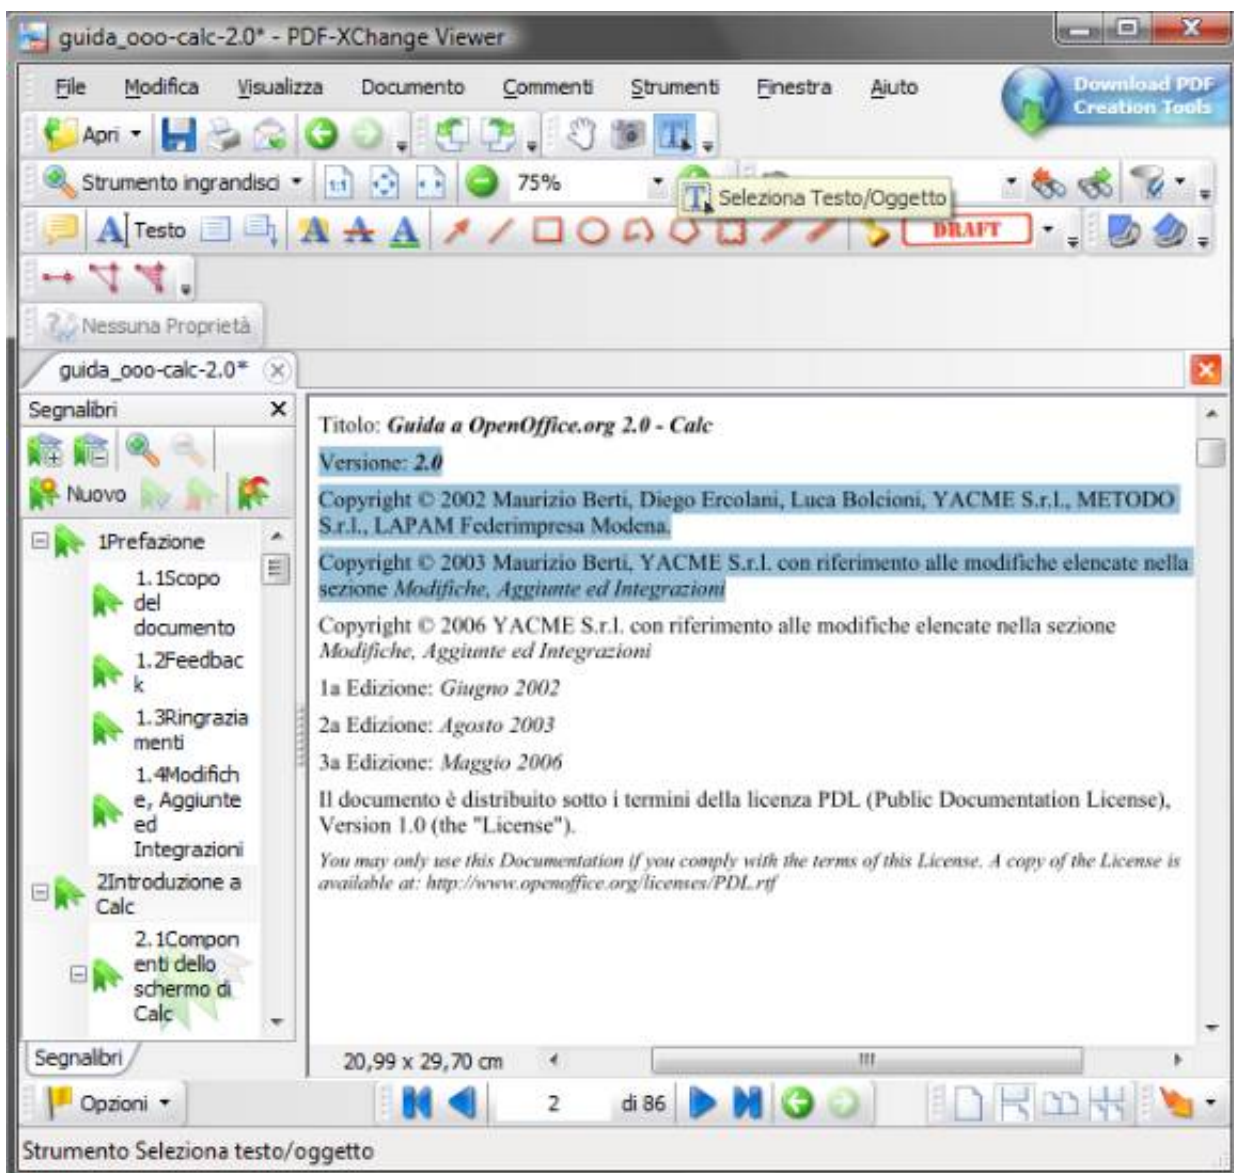 guida_ooo-calc-2.0* - PDF-XChange Viewer
File Modifica Visualizza Documento Commenti Strumenti Finestra Aiuto
Download PDF
Creation Tools
Apri
Strumento ingrandisci 75%
Seleziona Testo/Oggetto
Testo DRAFT
Nessuna Proprietà
guida_ooo-calc-2.0*
Segnalibri
Nuovo
1Prefazione
1.1Scopo
del
documento
1.2Feedbac
k
1.3Ringrazia
menti
1.4Modifich
e, Aggiunte
ed
Integrazioni
2Introduzione a
Calc
2.1Compon
enti dello
schermo di
Calc
Segnalibri
Titolo: Guida a OpenOffice.org 2.0 - Calc
Versione: 2.0
Copyright © 2002 Maurizio Berti, Diego Ercolani, Luca Bolcioni, YACME S.r.l., METODO
S.r.l., LAPAM Federimpresa Modena.
Copyright © 2003 Maurizio Berti, YACME S.r.l. con riferimento alle modifiche elencate nella
sezione Modifiche, Aggiunte ed Integrazioni
Copyright © 2006 YACME S.r.l. con riferimento alle modifiche elencate nella sezione
Modifiche, Aggiunte ed Integrazioni
1a Edizione: Giugno 2002
2a Edizione: Agosto 2003
3a Edizione: Maggio 2006
Il documento è distribuito sotto i termini della licenza PDL (Public Documentation License),
Version 1.0 (the "License").
You may only use this Documentation if you comply with the terms of this License. A copy of the License is
available at: http://www.openoffice.org/licenses/PDL.rtf
20,99 x 29,70 cm
Opzioni 2 di 86
Strumento Seleziona testo/oggetto